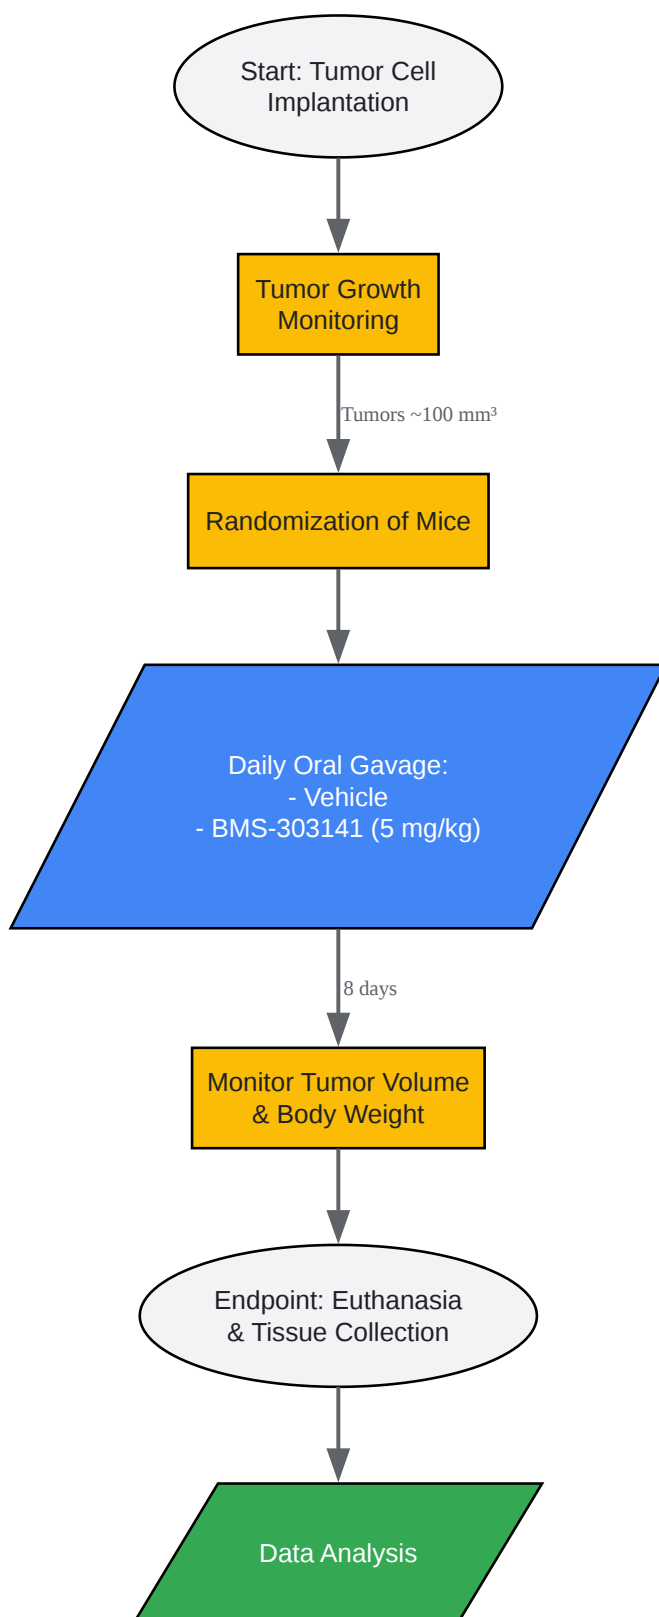 Start: Tumor Cell
Implantation
Tumor Growth
Monitoring
Tumors ~100 mm³
Randomization of Mice
Daily Oral Gavage:
- Vehicle
- BMS-303141 (5 mg/kg)
8 days
Monitor Tumor Volume
& Body Weight
Endpoint: Euthanasia
& Tissue Collection
Data Analysis